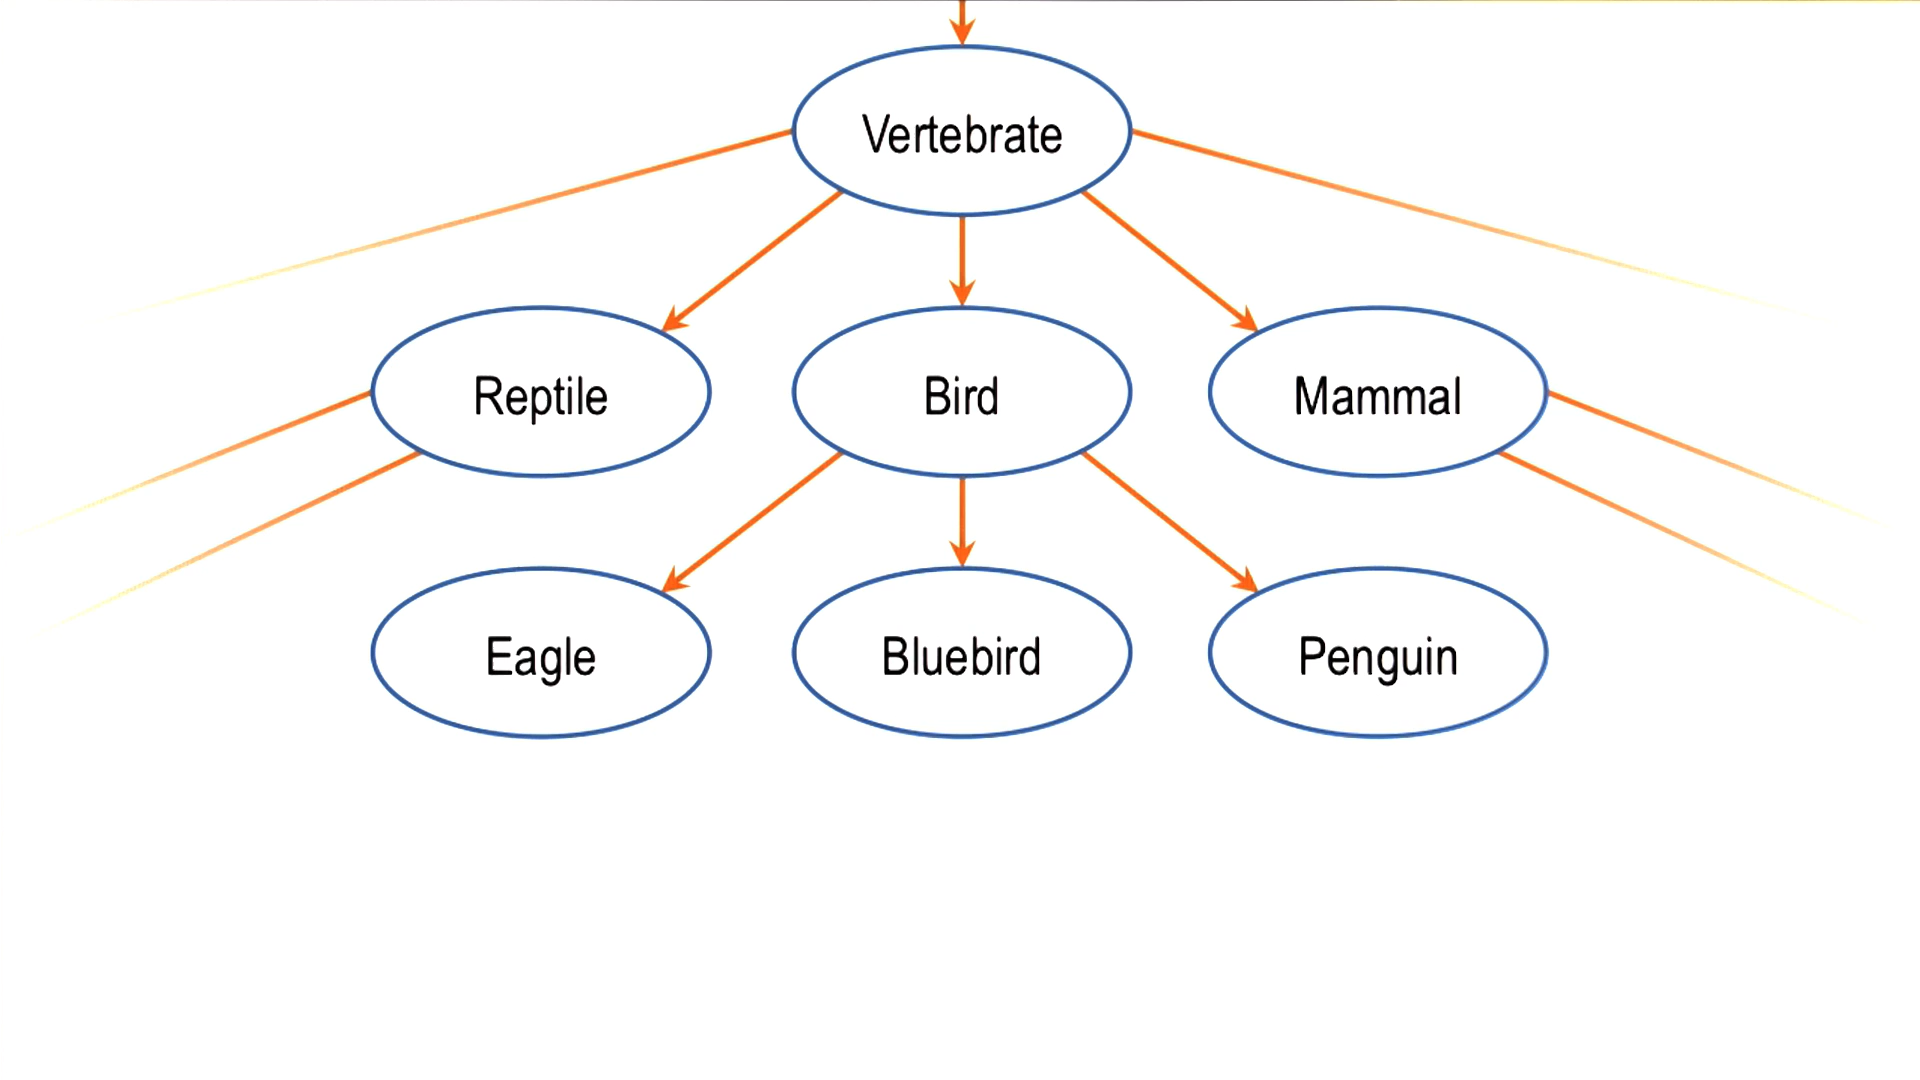 Vertebrate
Reptile
Bird
Mammal
Eagle
Bluebird
Penguin